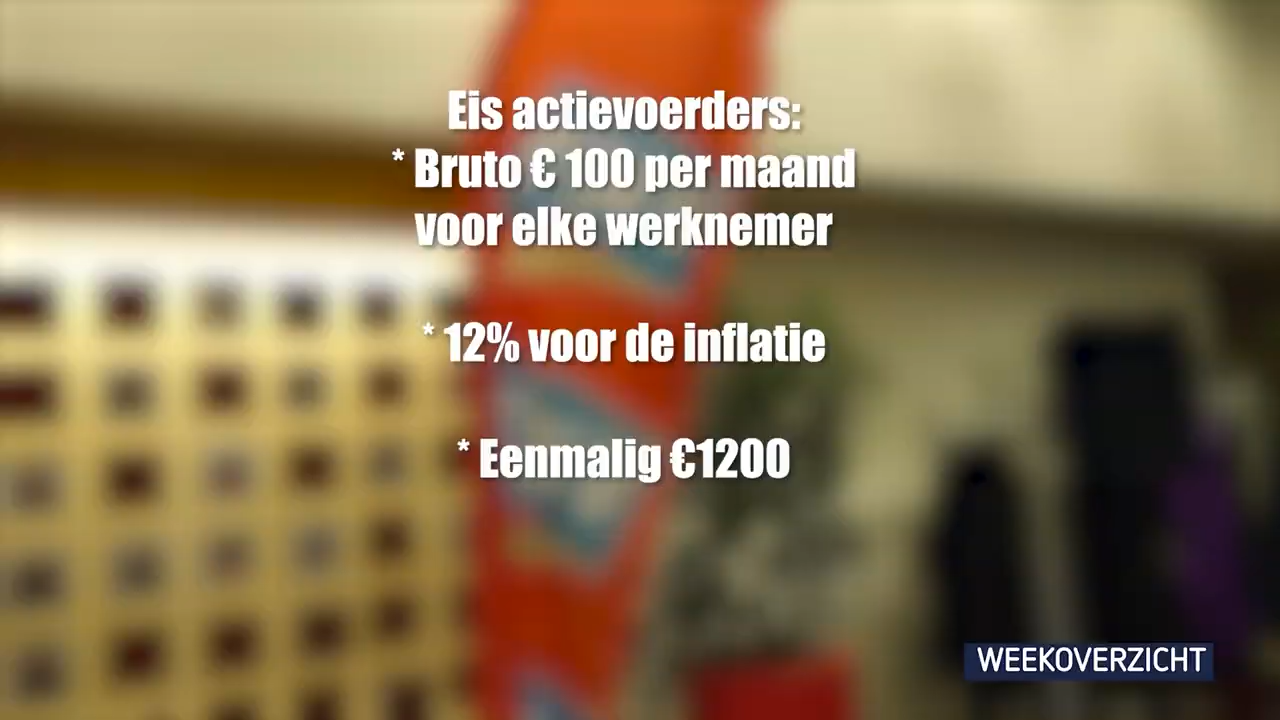 Eis actievoerders:
* Bruto € 100 per maand
voor elke werknemer
* 12% voor de inflatie
* Eenmalig €1200
WEEKOVERZICHT